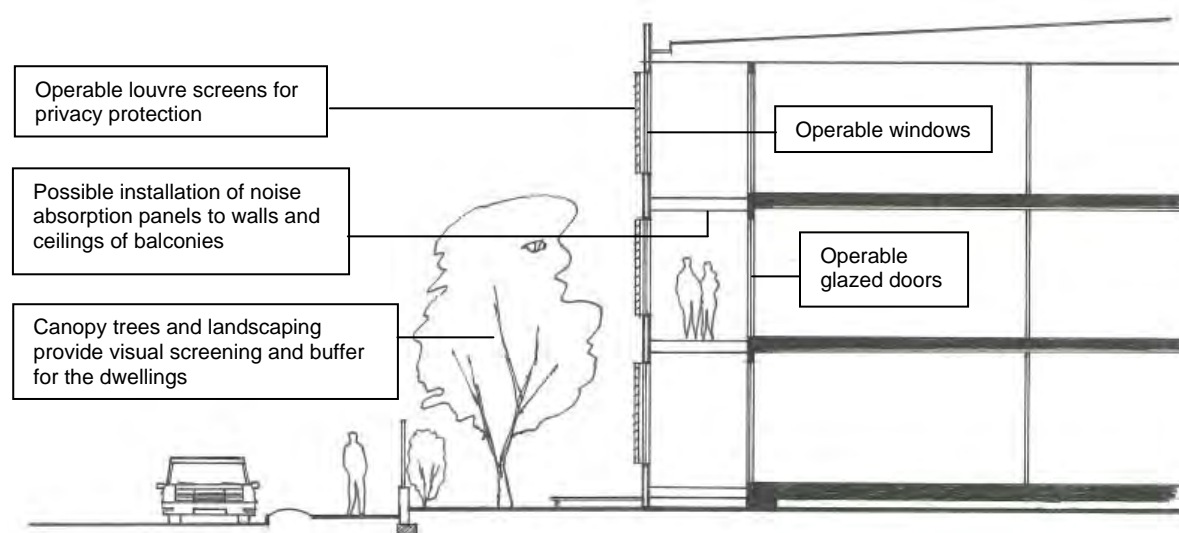 Operable louvre screens for
privacy protection
Operable windows
Possible installation of noise
absorption panels to walls and
ceilings of balconies
Operable
glazed doors
Canopy trees and landscaping
provide visual screening and buffer
for the dwellings